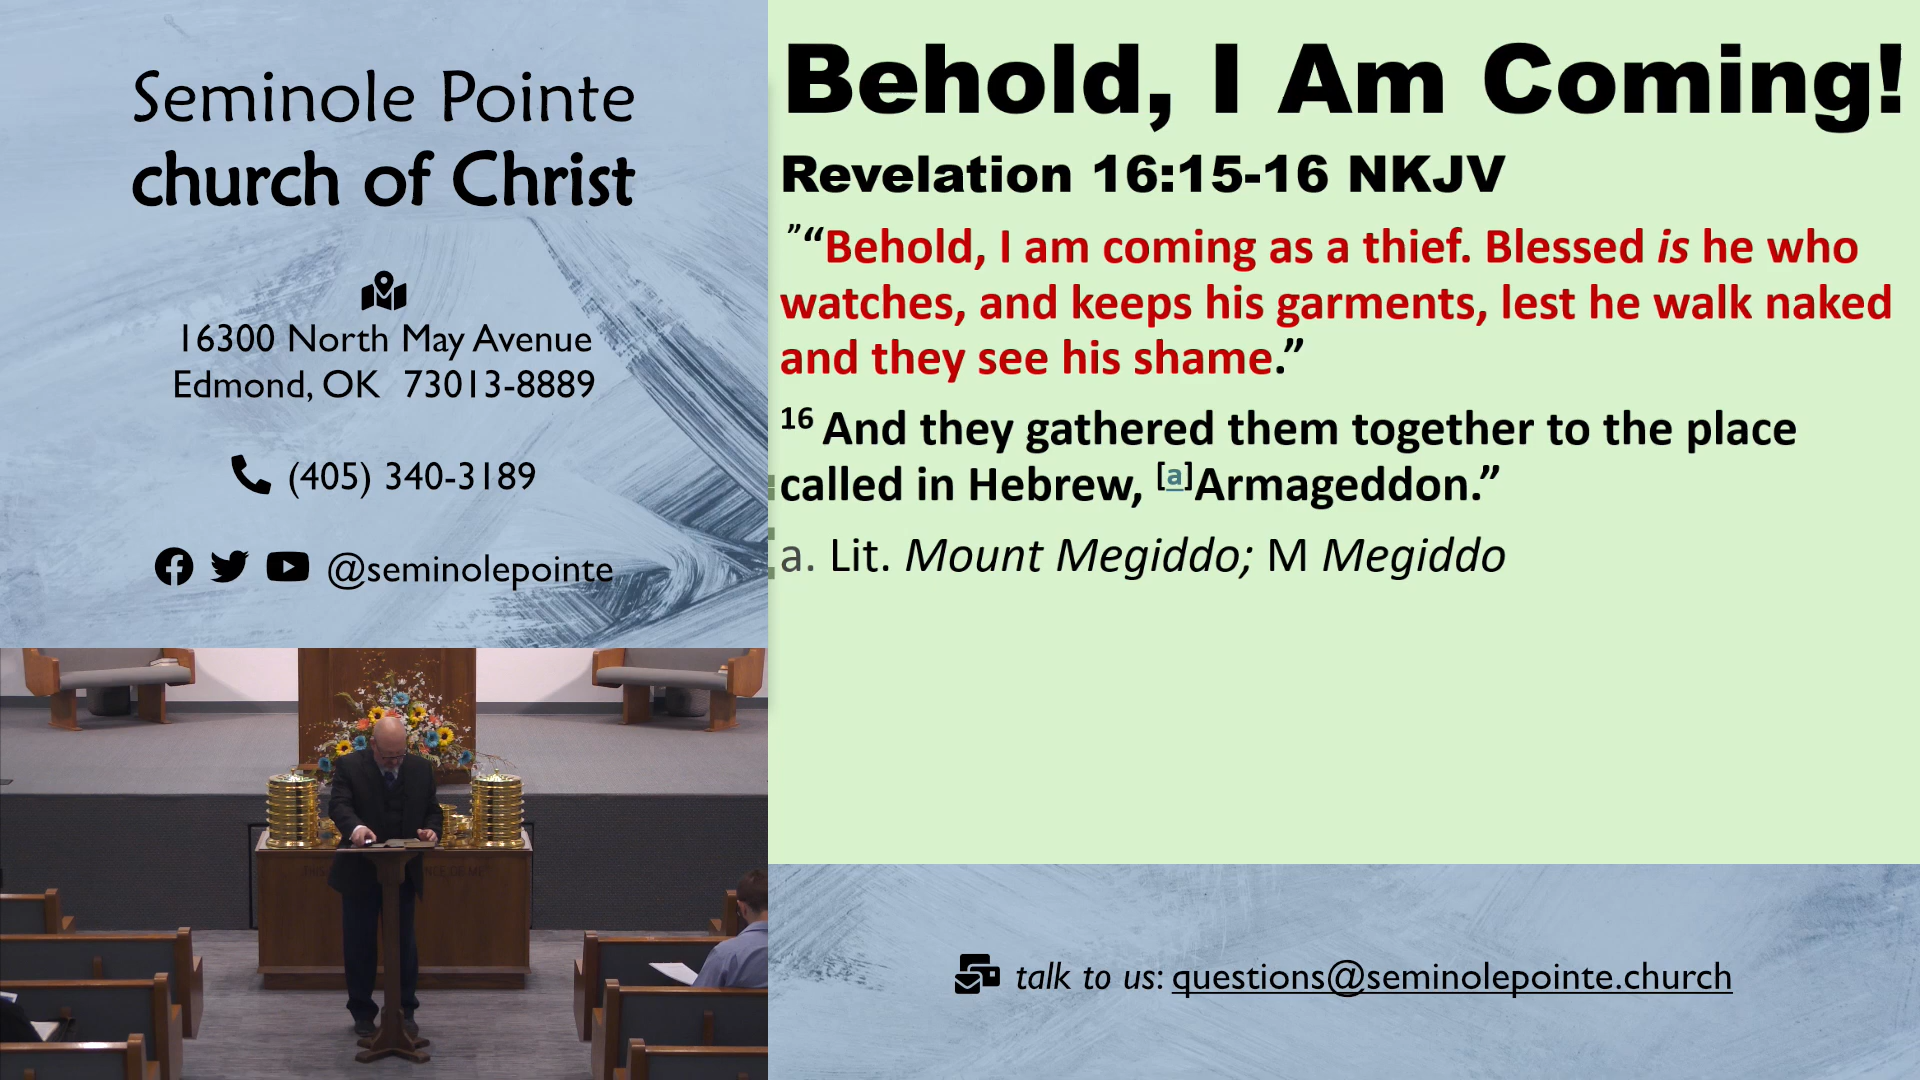 Seminole Pointe
church of Christ
16300 North May Avenue
Edmond, OK 73013-8889
(405) 340-3189
@seminolepointe
Behold, I Am Coming!
Revelation 16:15-16 NKJV
”“Behold, I am coming as a thief. Blessed is he who
watches, and keeps his garments, lest he walk naked
and they see his shame.”
16 And they gathered them together to the place
called in Hebrew, [a]Armageddon.”
a. Lit. Mount Megiddo; M Megiddo
talk to us: questions@seminolepointe.church